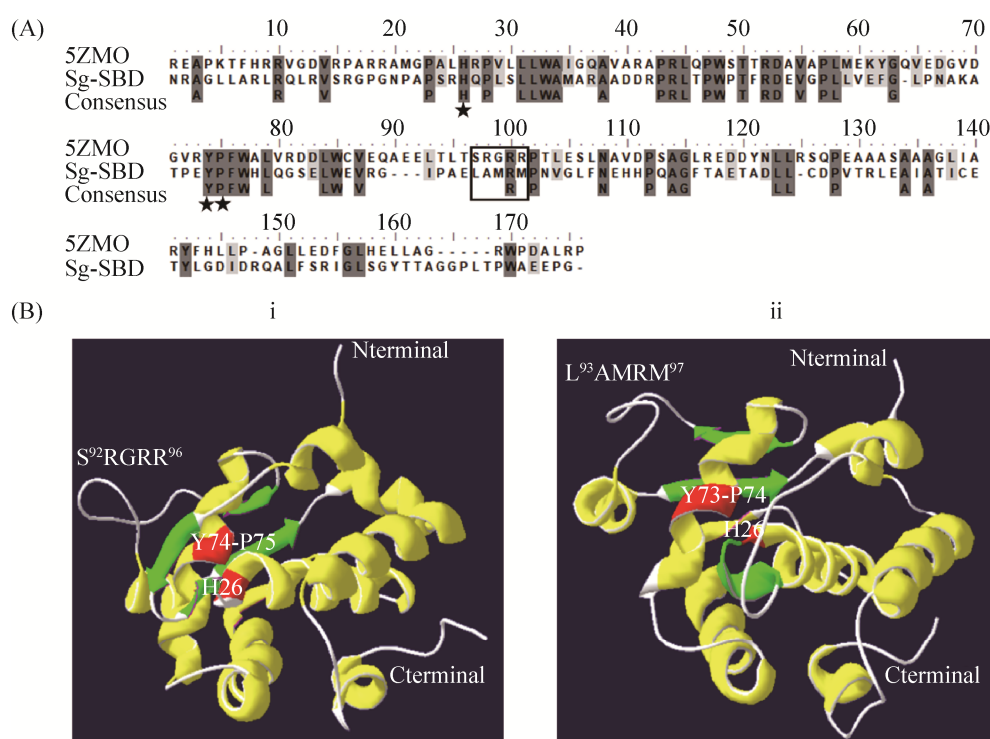 (A)
10 20 30 40 50 60 70
5ZMO REAPKTFHRRVGDVRPARRAMGPALHRPVLLLWAIGQAVARAPRLQPWSTTRDAVAPLMEKYGQVEDGVD
Sg-SBD NRAGLLARLRQLRVSRGPGNPAPSRHQPLSLLWAMARAADDRPRLTPWPTFRDEVGPLLVEFG-LPNAKA
Consensus A R V A H P LLWA A PRL PW T RD V PL G
80 90 100 110 120 130 140
5ZMO GVRYPFWALVRDDLWCVEQAEELTLTSRGRRPTLESLNAVDPSAGLREDDYNLLRSQPEAAASAAAGLIA
Sg-SBD TPEYPFWHLQGSELWEVRG---IPAELAMRMPNVGLFNEHHPQAGFTAETADLL-CDPVTRLEAIATICE
Consensus YPFW L LW V R P N P AG LL P A A
150 160 170
5ZMO RYFHLLP-AGLLEDFGLHELLAG-----RWPDALRP
Sg-SBD TYLGDIDRQALFSRIGLSGYTTAGGPLTPWAEEPG-
(B) i ii
Nterminal
S⁹²RGRR⁹⁶
Y74-P75
H26
Cterminal
Nterminal
L⁹³AMRM⁹⁷
Y73-P74
H26
Cterminal